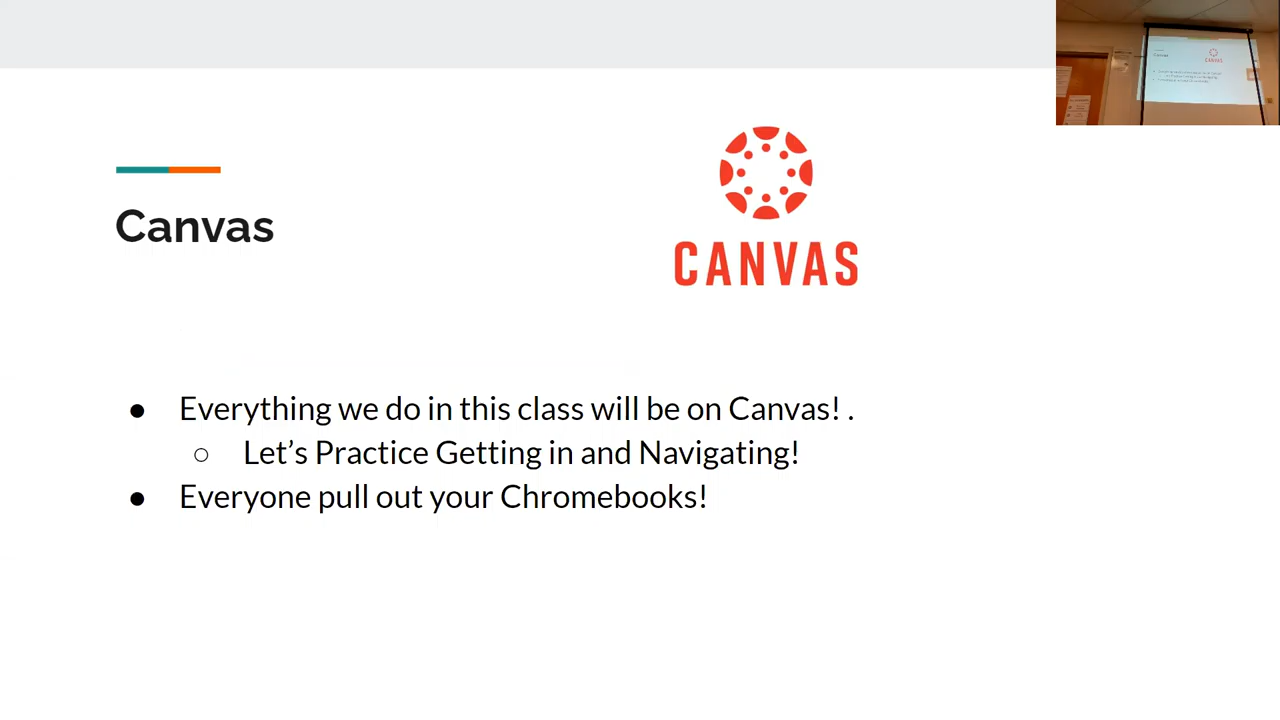 Canvas
CANVAS
● Everything we do in this class will be on Canvas! .
○ Let’s Practice Getting in and Navigating!
● Everyone pull out your Chromebooks!
CANVAS